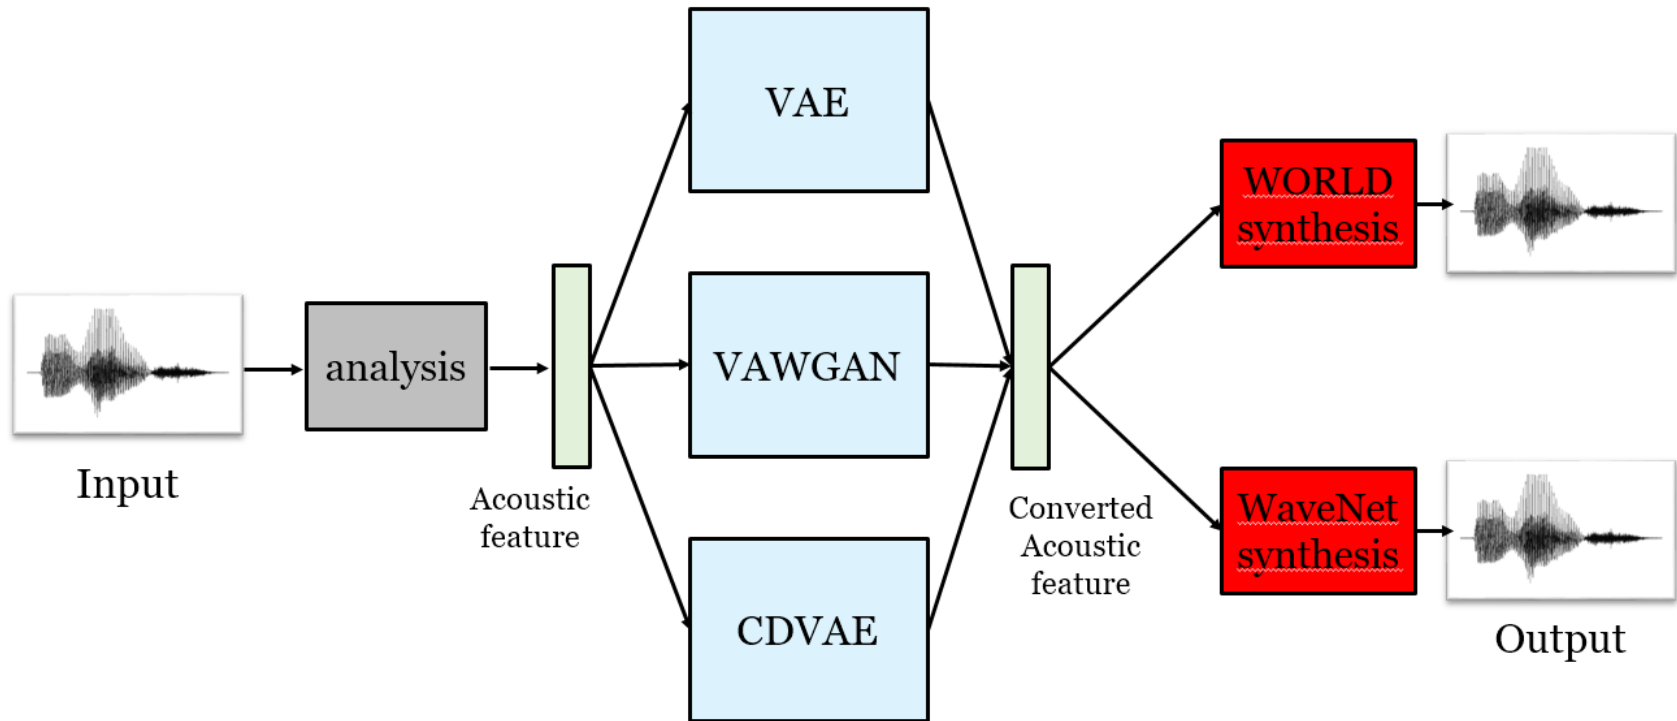 Input
analysis
Acoustic
feature
VAE
VAWGAN
CDVAE
Converted
Acoustic
feature
WORLD
synthesis
WaveNet
synthesis
Output